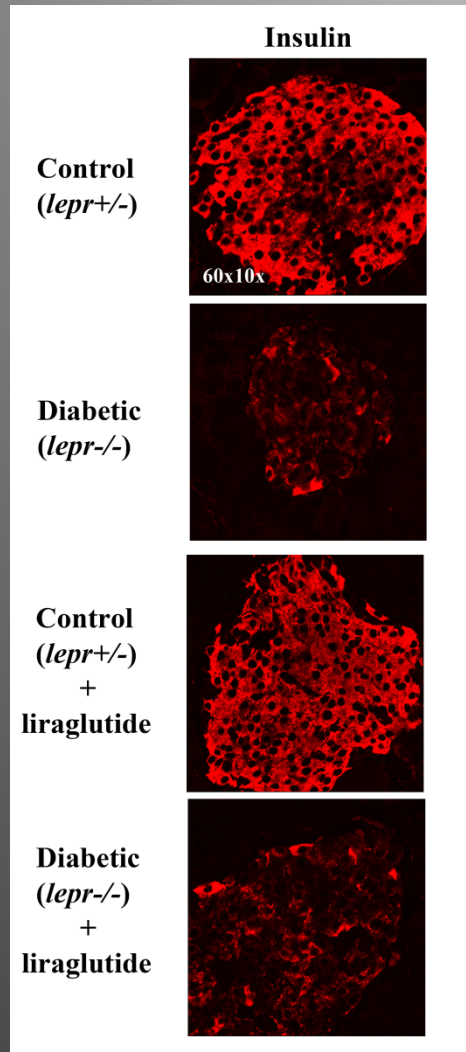 Insulin
Control
(lepr+/-)
60x10x
Diabetic
(lepr-/-)
Control
(lepr+/-)
+
liraglutide
Diabetic
(lepr-/-)
+
liraglutide